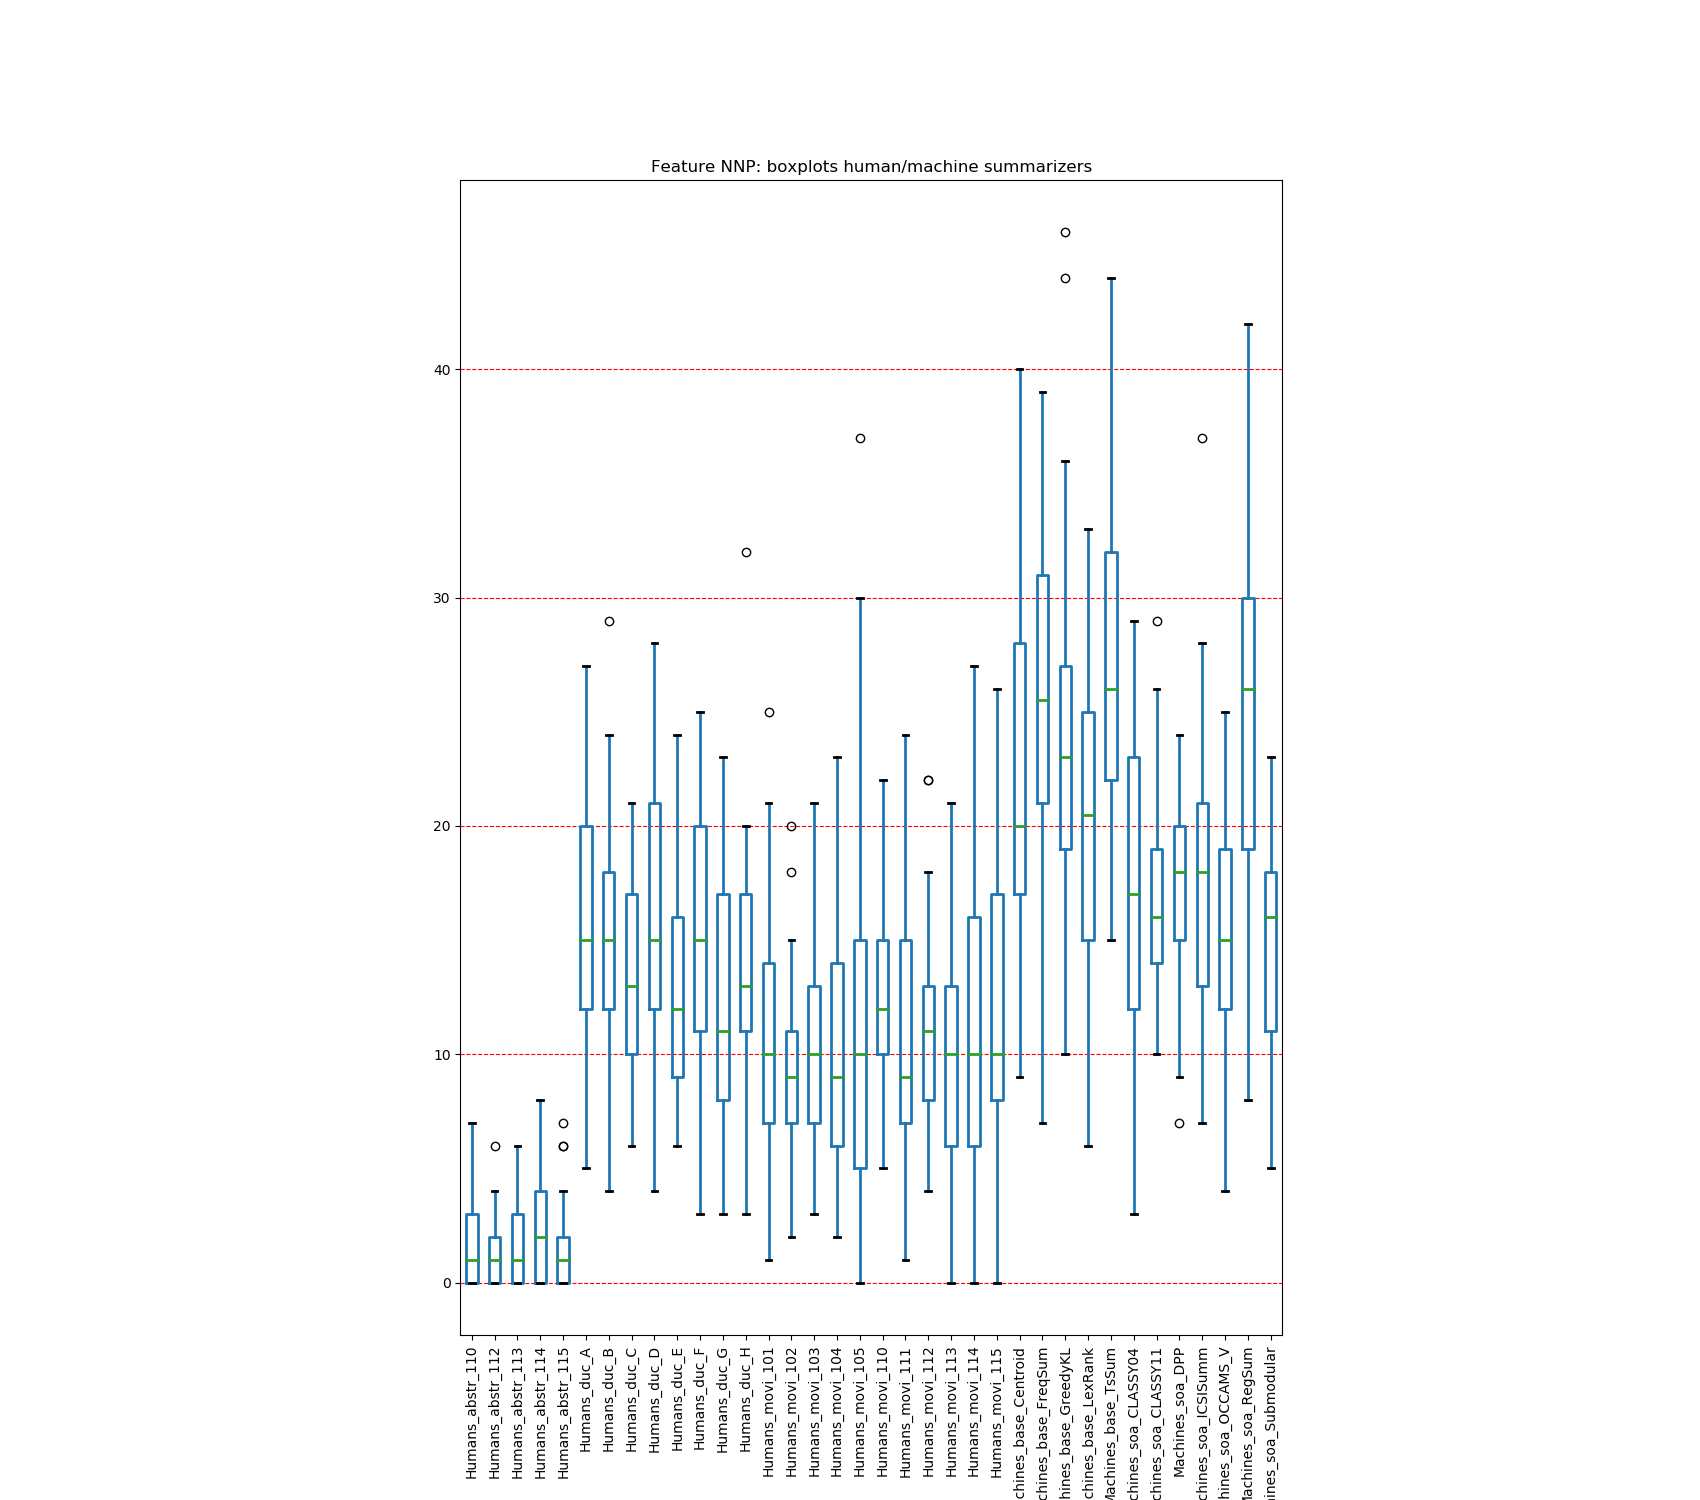 Feature NNP: boxplots human/machine summarizers
40
30
20
10
0
Humans_abstr_110
Humans_abstr_112
Humans_abstr_113
Humans_abstr_114
Humans_abstr_115
Humans_duc_A
Humans_duc_B
Humans_duc_C
Humans_duc_D
Humans_duc_E
Humans_duc_F
Humans_duc_G
Humans_duc_H
Humans_movi_101
Humans_movi_102
Humans_movi_103
Humans_movi_104
Humans_movi_105
Humans_movi_110
Humans_movi_111
Humans_movi_112
Humans_movi_113
Humans_movi_114
Humans_movi_115
chines_base_Centroid
chines_base_FreqSum
hines_base_GreedyKL
chines_base_LexRank
Machines_base_TsSum
chines_soa_CLASSY04
chines_soa_CLASSY11
Machines_soa_DPP
chines_soa_ICSISumm
hines_soa_OCCAMS_V
Machines_soa_RegSum
ines_soa_Submodular